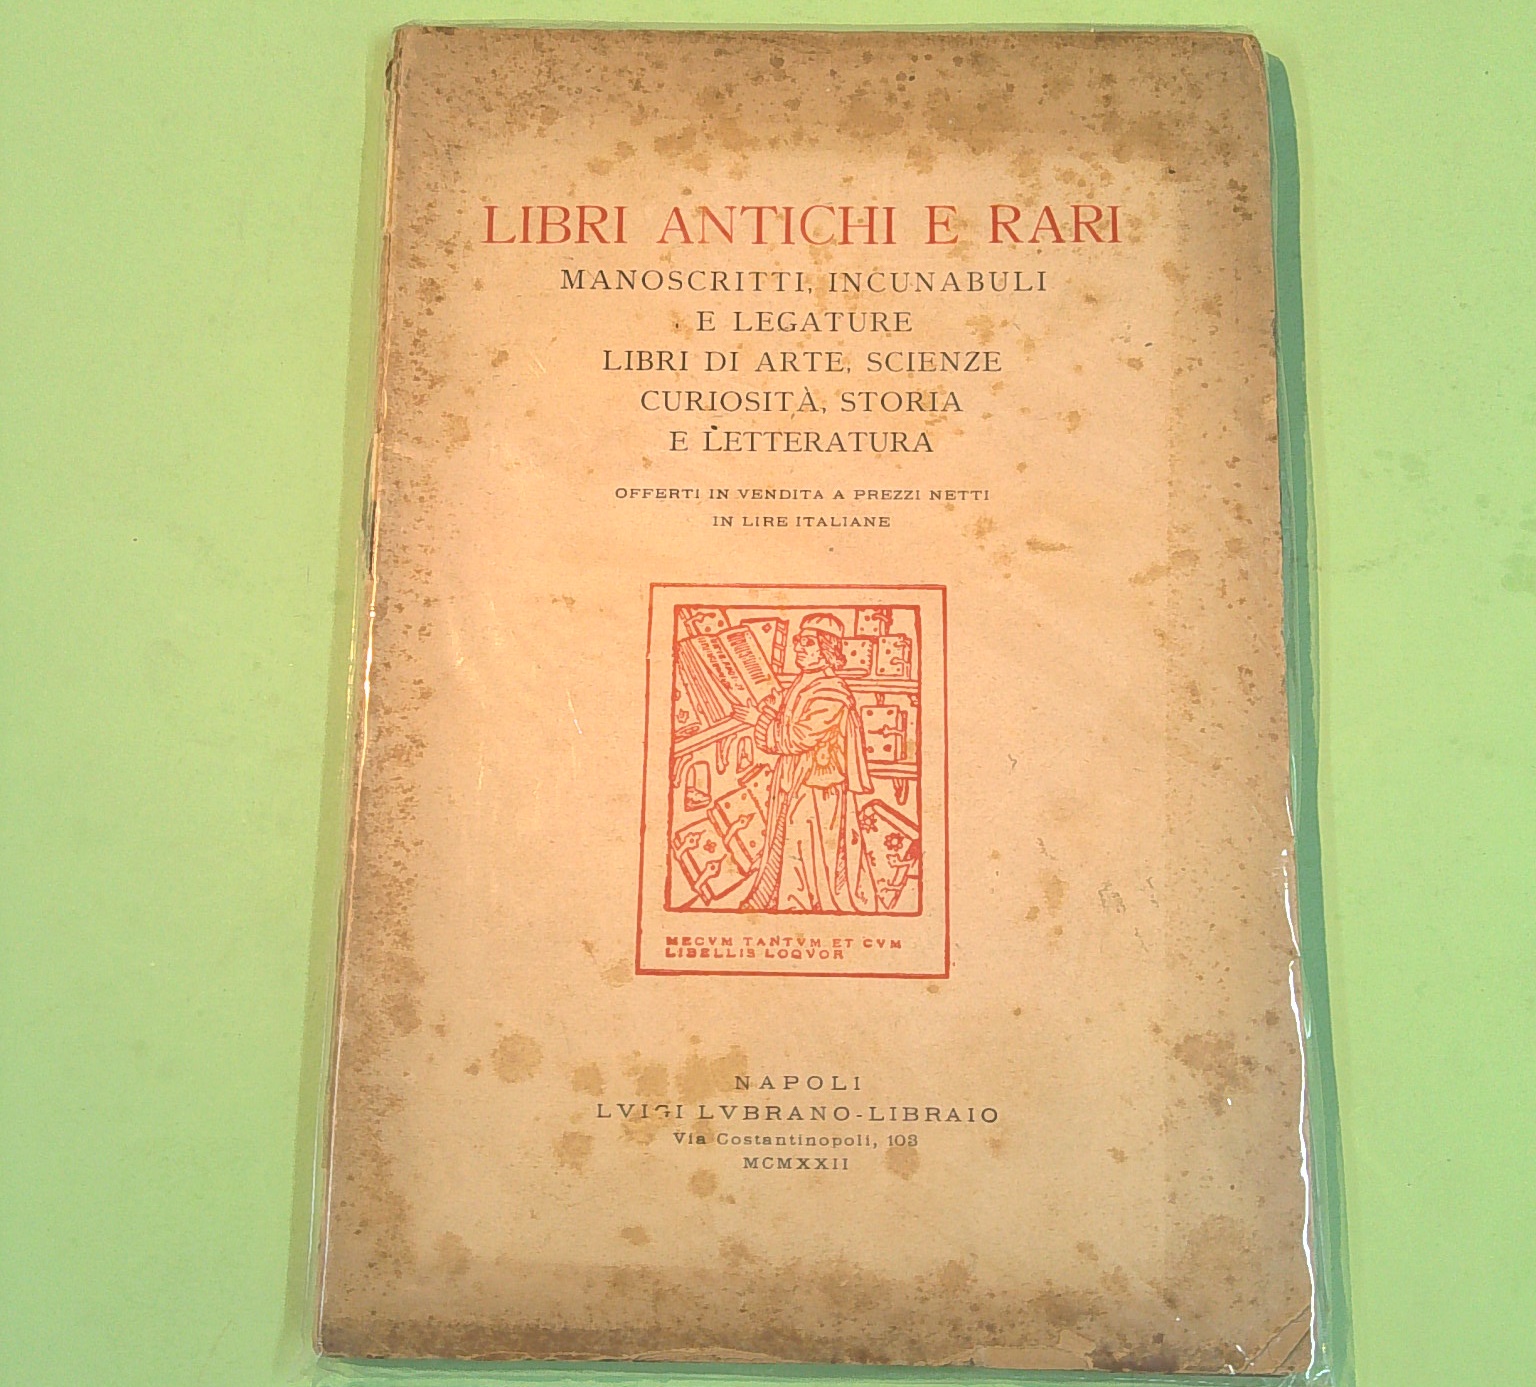 LIBRI ANTICHI E RARI
MANOSCRITTI, INCUNABULI
E LEGATURE
LIBRI DI ARTE, SCIENZE
CURIOSITÀ, STORIA
E LETTERATURA
OFFERTI IN VENDITA A PREZZI NETTI
IN LIRE ITALIANE
MECVM TANTVM ET CVM
LIBELLIS LOQVOR
NAPOLI
LVIGI LVBRANO-LIBRAIO
Via Costantinopoli, 103
MCMXXII